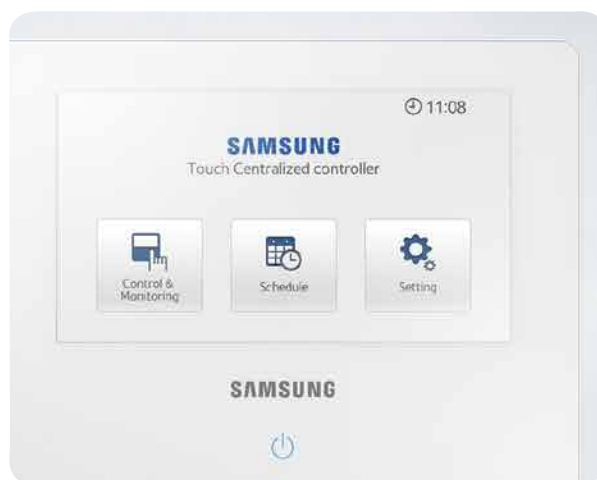 11:08
SAMSUNG
Touch Centralized controller
Control &
Monitoring
Schedule
Setting
SAMSUNG